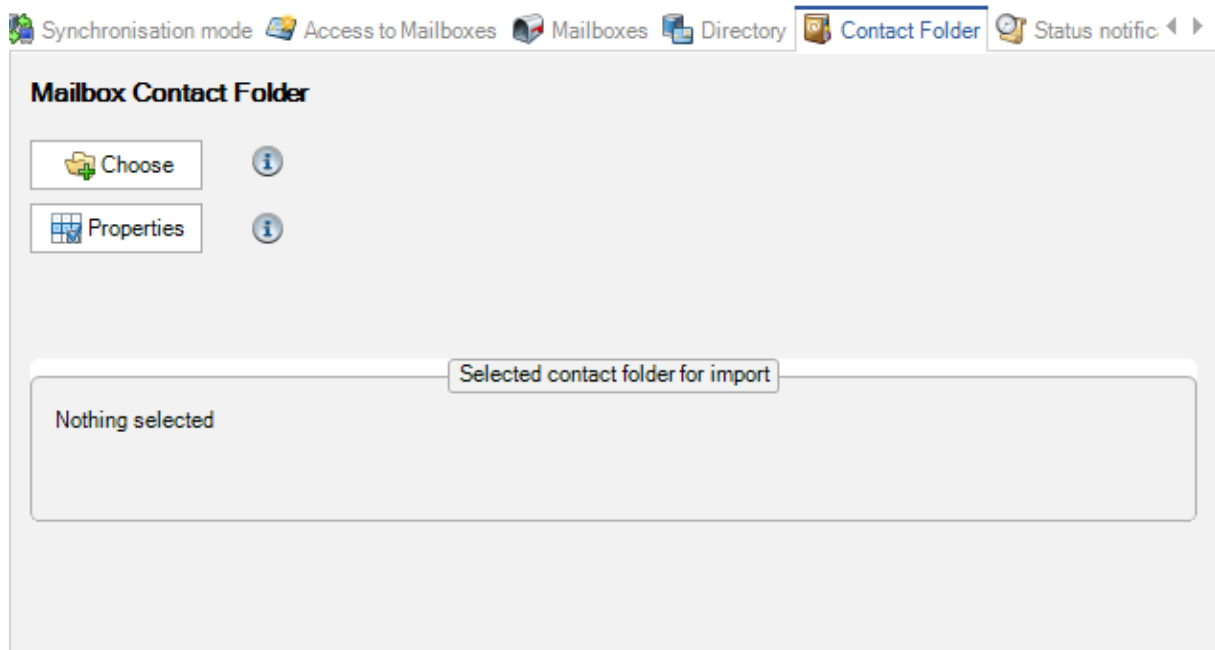 Synchronisation mode Access to Mailboxes Mailboxes Directory Contact Folder Status notific
Mailbox Contact Folder
Choose
Properties
Selected contact folder for import
Nothing selected